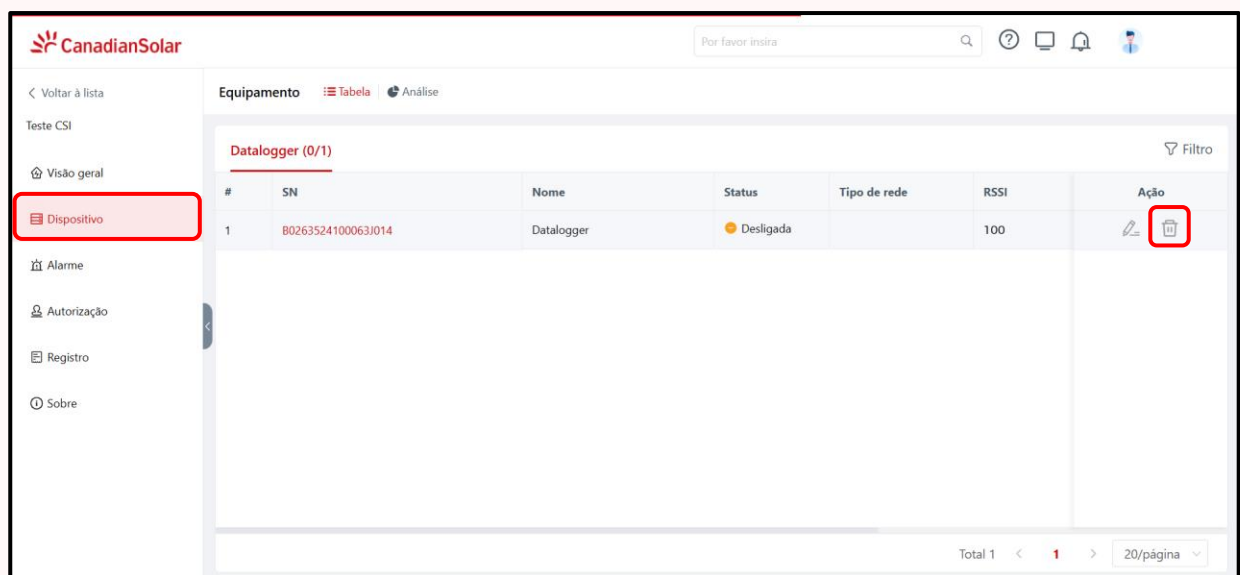 CanadianSolar
Por favor insira
Voltar à lista
Teste CSI
Visão geral
Dispositivo
Alarme
Autorização
Registro
Sobre
Equipamento Tabela Análise
Datalogger (0/1) Filtro
# SN Nome Status Tipo de rede RSSI Ação
1 B0263524100063J014 Datalogger Desligada 100
Total 1 < 1 > 20/página